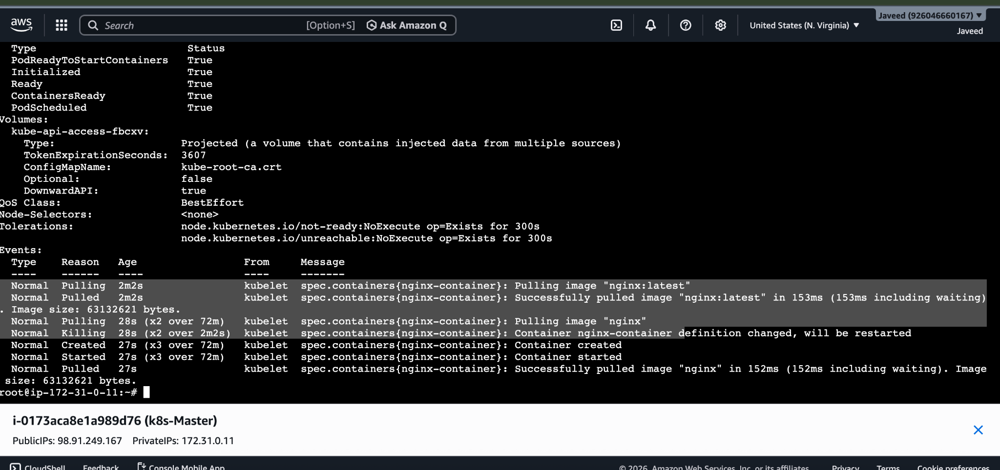 aws
Search [Option+S] Ask Amazon Q
United States (N. Virginia) ▼
Javeed (926046660167) ▼
Javeed
Type Status
PodReadyToStartContainers True
Initialized True
Ready True
ContainersReady True
PodScheduled True
Volumes:
kube-api-access-fbcxv:
Type: Projected (a volume that contains injected data from multiple sources)
TokenExpirationSeconds: 3607
ConfigMapName: kube-root-ca.crt
Optional: false
DownwardAPI: true
QoS Class: BestEffort
Node-Selectors: <none>
Tolerations: node.kubernetes.io/not-ready:NoExecute op=Exists for 300s
node.kubernetes.io/unreachable:NoExecute op=Exists for 300s
Events:
Type Reason Age From Message
---- ------ ---- ---- -------
Normal Pulling 2m2s kubelet spec.containers{nginx-container}: Pulling image "nginx:latest"
Normal Pulled 2m2s kubelet spec.containers{nginx-container}: Successfully pulled image "nginx:latest" in 153ms (153ms including waiting)
. Image size: 63132621 bytes.
Normal Pulling 28s (x2 over 72m) kubelet spec.containers{nginx-container}: Pulling image "nginx"
Normal Killing 28s (x2 over 2m2s) kubelet spec.containers{nginx-container}: Container nginx-container definition changed, will be restarted
Normal Created 27s (x3 over 72m) kubelet spec.containers{nginx-container}: Container created
Normal Started 27s (x3 over 72m) kubelet spec.containers{nginx-container}: Container started
Normal Pulled 27s kubelet spec.containers{nginx-container}: Successfully pulled image "nginx" in 152ms (152ms including waiting). Image
size: 63132621 bytes.
root@ip-172-31-0-11:~#
i-0173aca8e1a989d76 (k8s-Master)
PublicIPs: 98.91.249.167 PrivateIPs: 172.31.0.11
CloudShell Feedback Console Mobile App © 2026, Amazon Web Services, Inc. or its affiliates. Privacy Terms Cookie preferences